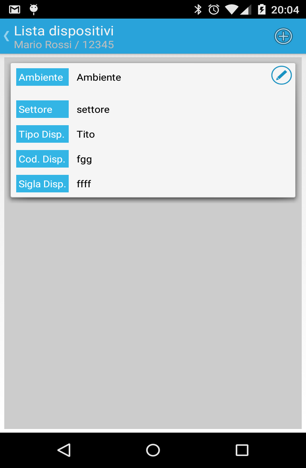 20:04
Lista dispositivi
Mario Rossi / 12345
Ambiente Ambiente
Settore settore
Tipo Disp. Tito
Cod. Disp. fgg
Sigla Disp. ffff